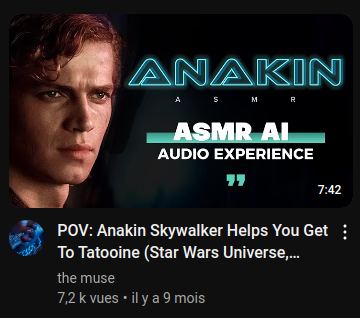 ANAKIN
ASMR
ASMR AI
AUDIO EXPERIENCE
"
7:42
POV: Anakin Skywalker Helps You Get
To Tatooine (Star Wars Universe,...
the muse
7,2 k vues • il y a 9 mois